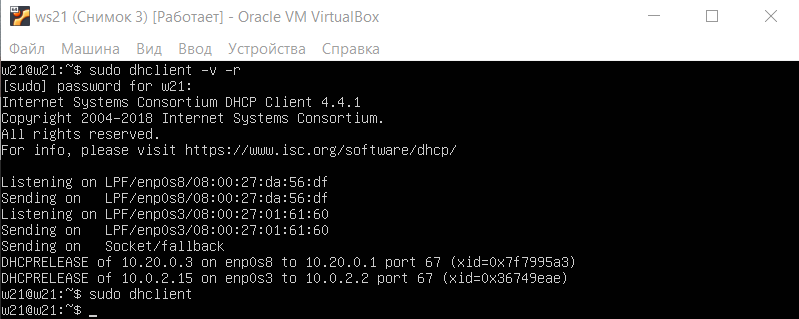 ws21 (Снимок 3) [Работает] - Oracle VM VirtualBox
Файл Машина Вид Ввод Устройства Справка
w21@w21:~$ sudo dhclient -v -r
[sudo] password for w21:
Internet Systems Consortium DHCP Client 4.4.1
Copyright 2004-2018 Internet Systems Consortium.
All rights reserved.
For info, please visit https://www.isc.org/software/dhcp/
Listening on LPF/enp0s8/08:00:27:da:56:df
Sending on   LPF/enp0s8/08:00:27:da:56:df
Listening on LPF/enp0s3/08:00:27:01:61:60
Sending on   LPF/enp0s3/08:00:27:01:61:60
Sending on   Socket/fallback
DHCPRELEASE of 10.20.0.3 on enp0s8 to 10.20.0.1 port 67 (xid=0x7f7995a3)
DHCPRELEASE of 10.0.2.15 on enp0s3 to 10.0.2.2 port 67 (xid=0x36749eae)
w21@w21:~$ sudo dhclient
w21@w21:~$ _